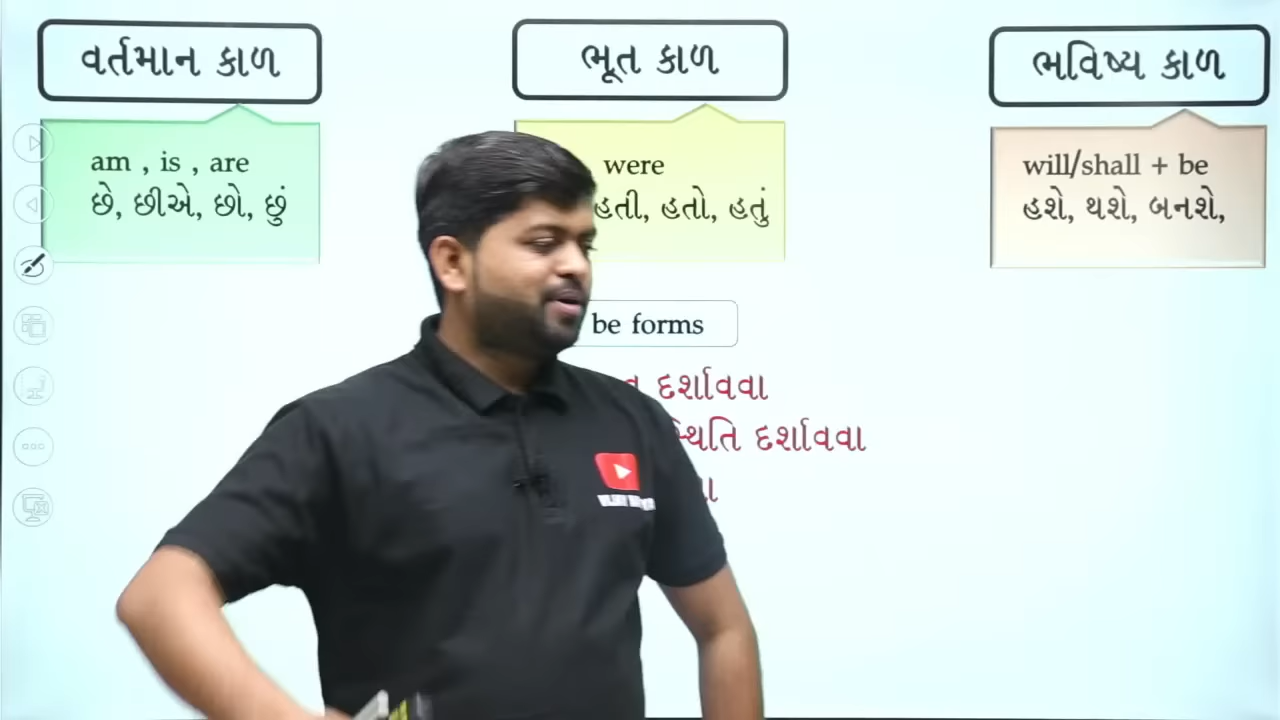 વર્તમાન કાળ
am , is , are
છે, છીએ, છો, છું
ભૂત કાળ
were
હતી, હતો, હતું
ભવિષ્ય કાળ
will/shall + be
હશે, થશે, બનશે,
be forms
દર્શાવવા
દર્શાવવા